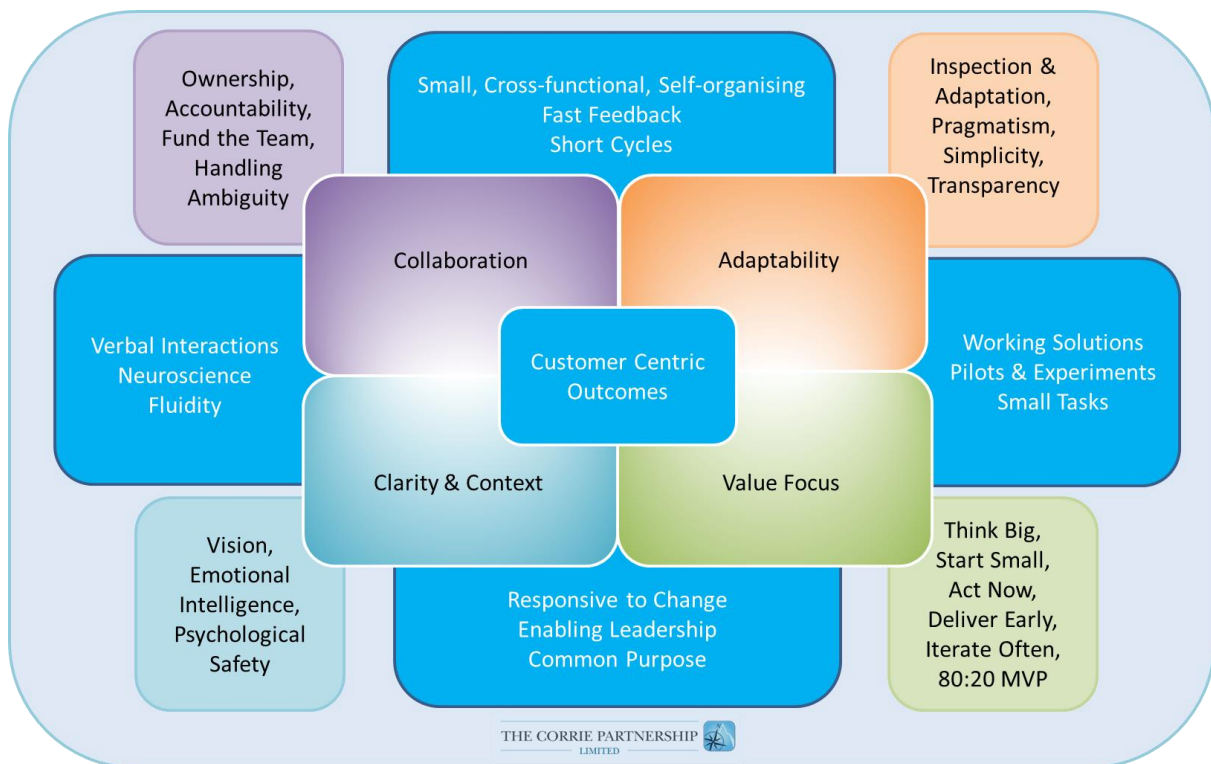 Ownership,
Accountability,
Fund the Team,
Handling
Ambiguity
Small, Cross-functional, Self-organising
Fast Feedback
Short Cycles
Inspection &
Adaptation,
Pragmatism,
Simplicity,
Transparency
Collaboration
Adaptability
Verbal Interactions
Neuroscience
Fluidity
Customer Centric
Outcomes
Working Solutions
Pilots & Experiments
Small Tasks
Clarity & Context
Value Focus
Vision,
Emotional
Intelligence,
Psychological
Safety
Responsive to Change
Enabling Leadership
Common Purpose
Think Big,
Start Small,
Act Now,
Deliver Early,
Iterate Often,
80:20 MVP
THE CORRIE PARTNERSHIP
LIMITED